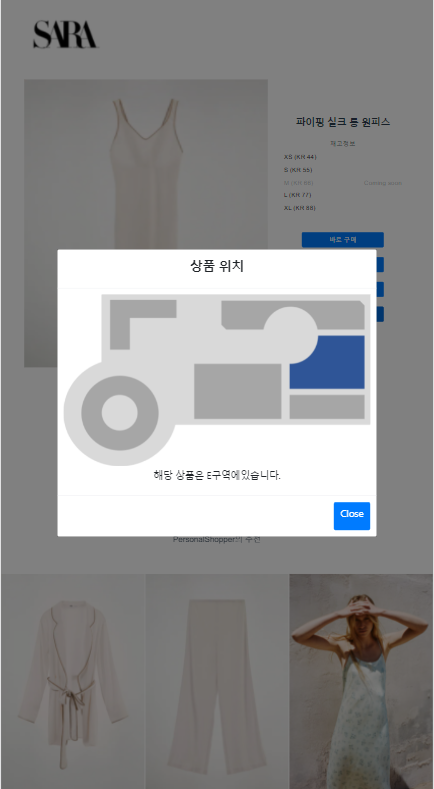 SARA
파이핑 실크 롱 원피스
재고정보
XS (KR 44)
S (KR 55)
M (KR 66) Coming soon
L (KR 77)
XL (KR 88)
바로 구매
상품 위치
해당 상품은 E구역에있습니다.
Close
PersonalShopper의 추천